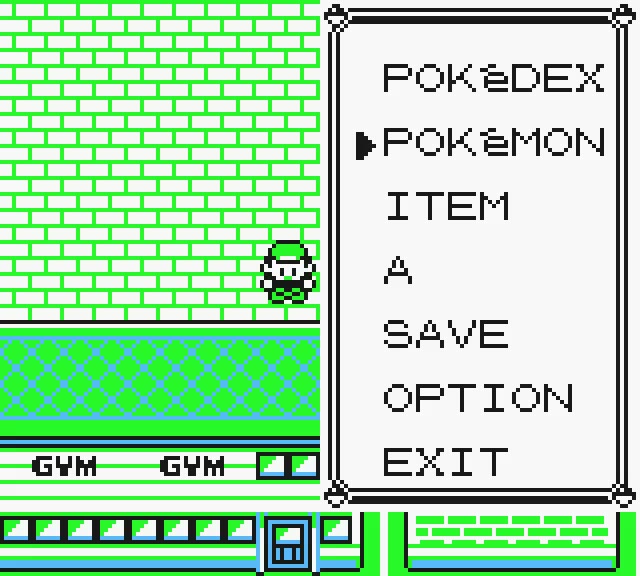 POKéDEX
POKéMON
ITEM
A
SAVE
OPTION
EXIT
GYM GYM